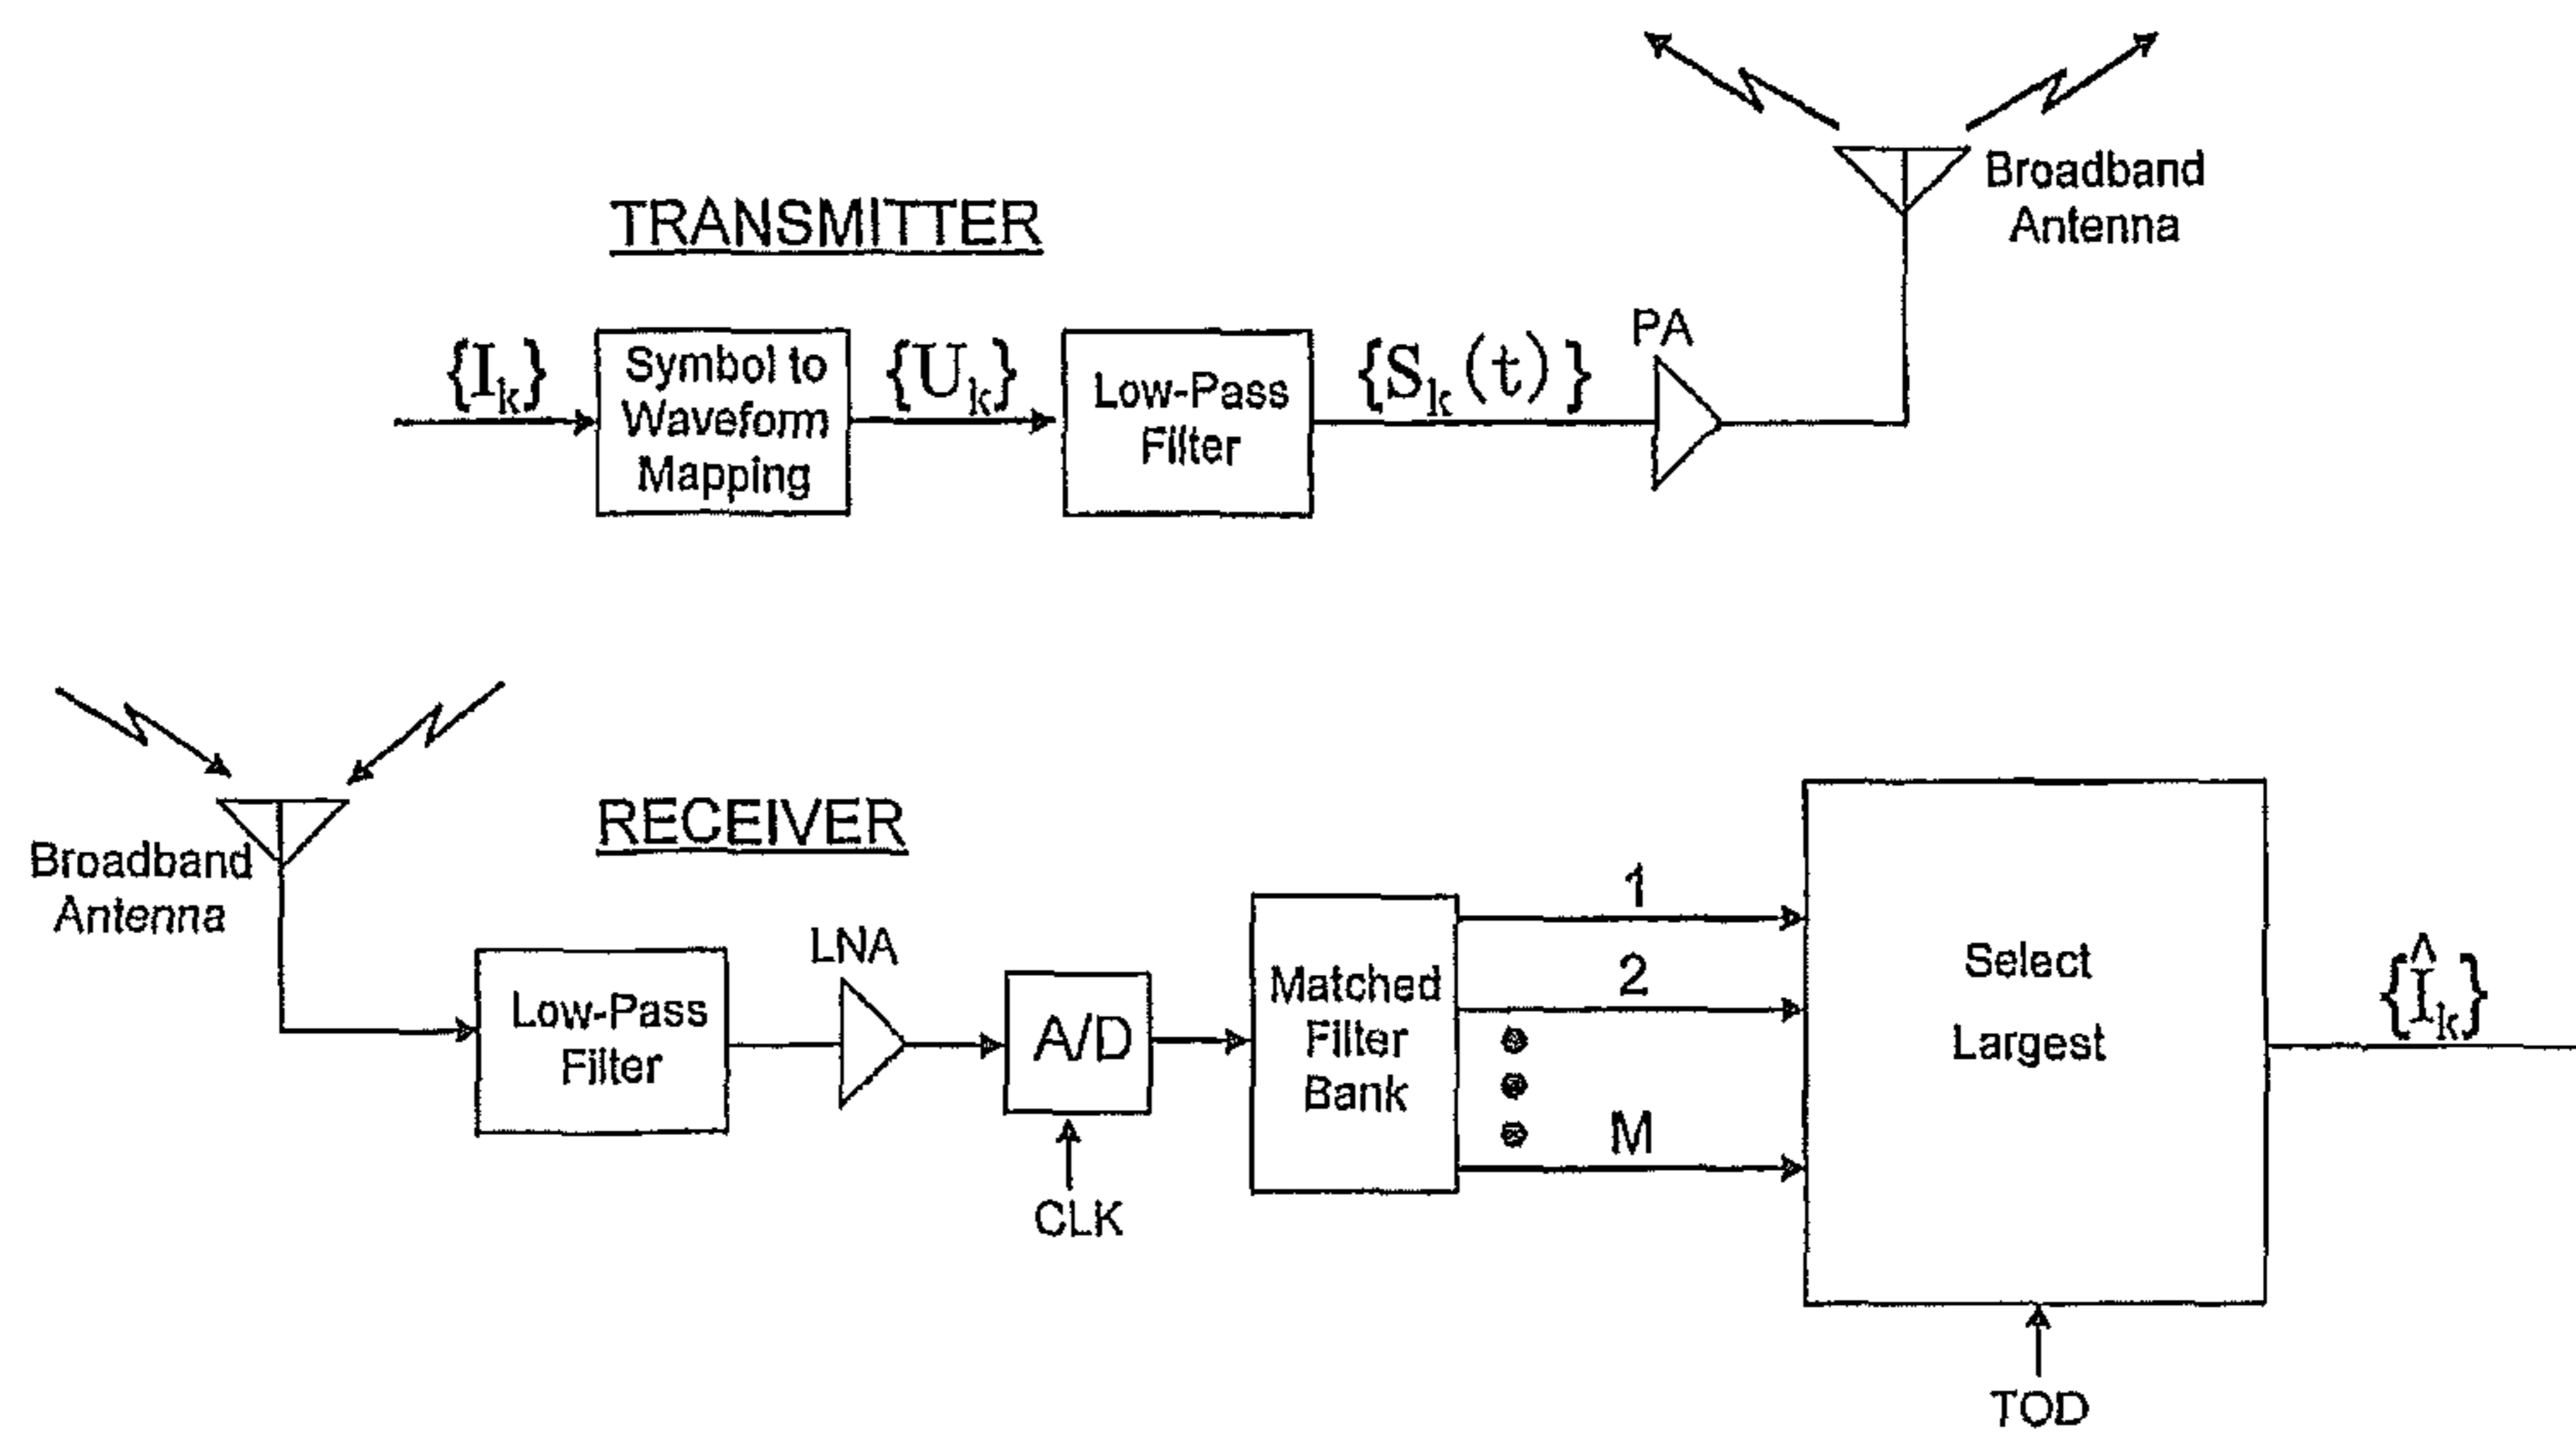 TRANSMITTER
Broadband
Antenna
PA
{I_k}
Symbol to
Waveform
Mapping
{U_k}
Low-Pass
Filter
{S_k(t)}
RECEIVER
Broadband
Antenna
Low-Pass
Filter
LNA
A/D
CLK
Matched
Filter
Bank
1
2
M
Select
Largest
{Î_k}
TOD